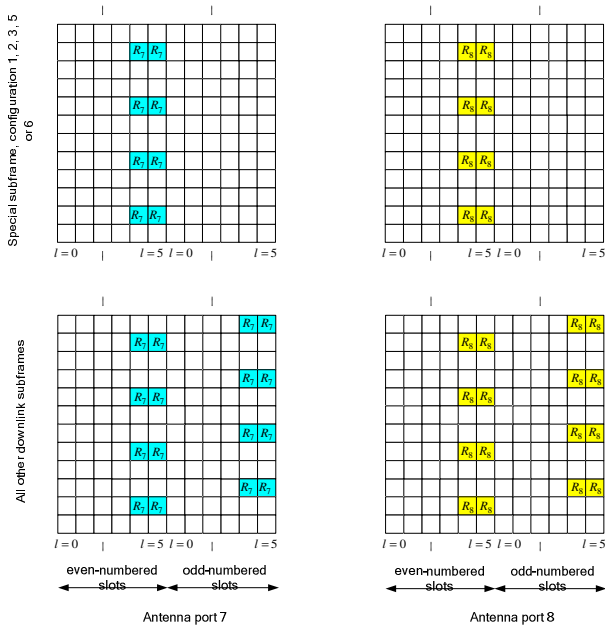 Special subframe, configuration 1, 2, 3, 5
or 6
R7 R7 R8 R8
R7 R7 R8 R8
R7 R7 R8 R8
R7 R7 R8 R8
l = 0 l = 5 l = 0 l = 5 l = 0 l = 5 l = 0 l = 5
All other downlink subframes
R7 R7 R8 R8
R7 R7 R8 R8
R7 R7 R8 R8
R7 R7 R8 R8
R7 R7 R8 R8
R7 R7 R8 R8
R7 R7 R8 R8
R7 R7 R8 R8
l = 0 l = 5 l = 0 l = 5 l = 0 l = 5 l = 0 l = 5
even-numbered odd-numbered even-numbered odd-numbered
slots slots slots slots
Antenna port 7 Antenna port 8